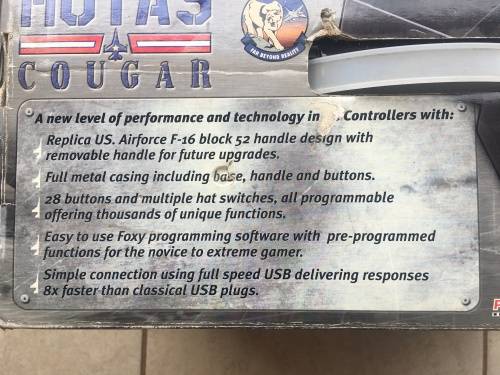 HOTAS
COUGAR
FAR BEYOND REALITY
A new level of performance and technology in Controllers with:
Replica US. Airforce F-16 block 52 handle design with
removable handle for future upgrades.
Full metal casing including base, handle and buttons.
28 buttons and multiple hat switches, all programmable
offering thousands of unique functions.
Easy to use Foxy programming software with pre-programmed
functions for the novice to extreme gamer.
Simple connection using full speed USB delivering responses
8x faster than classical USB plugs.